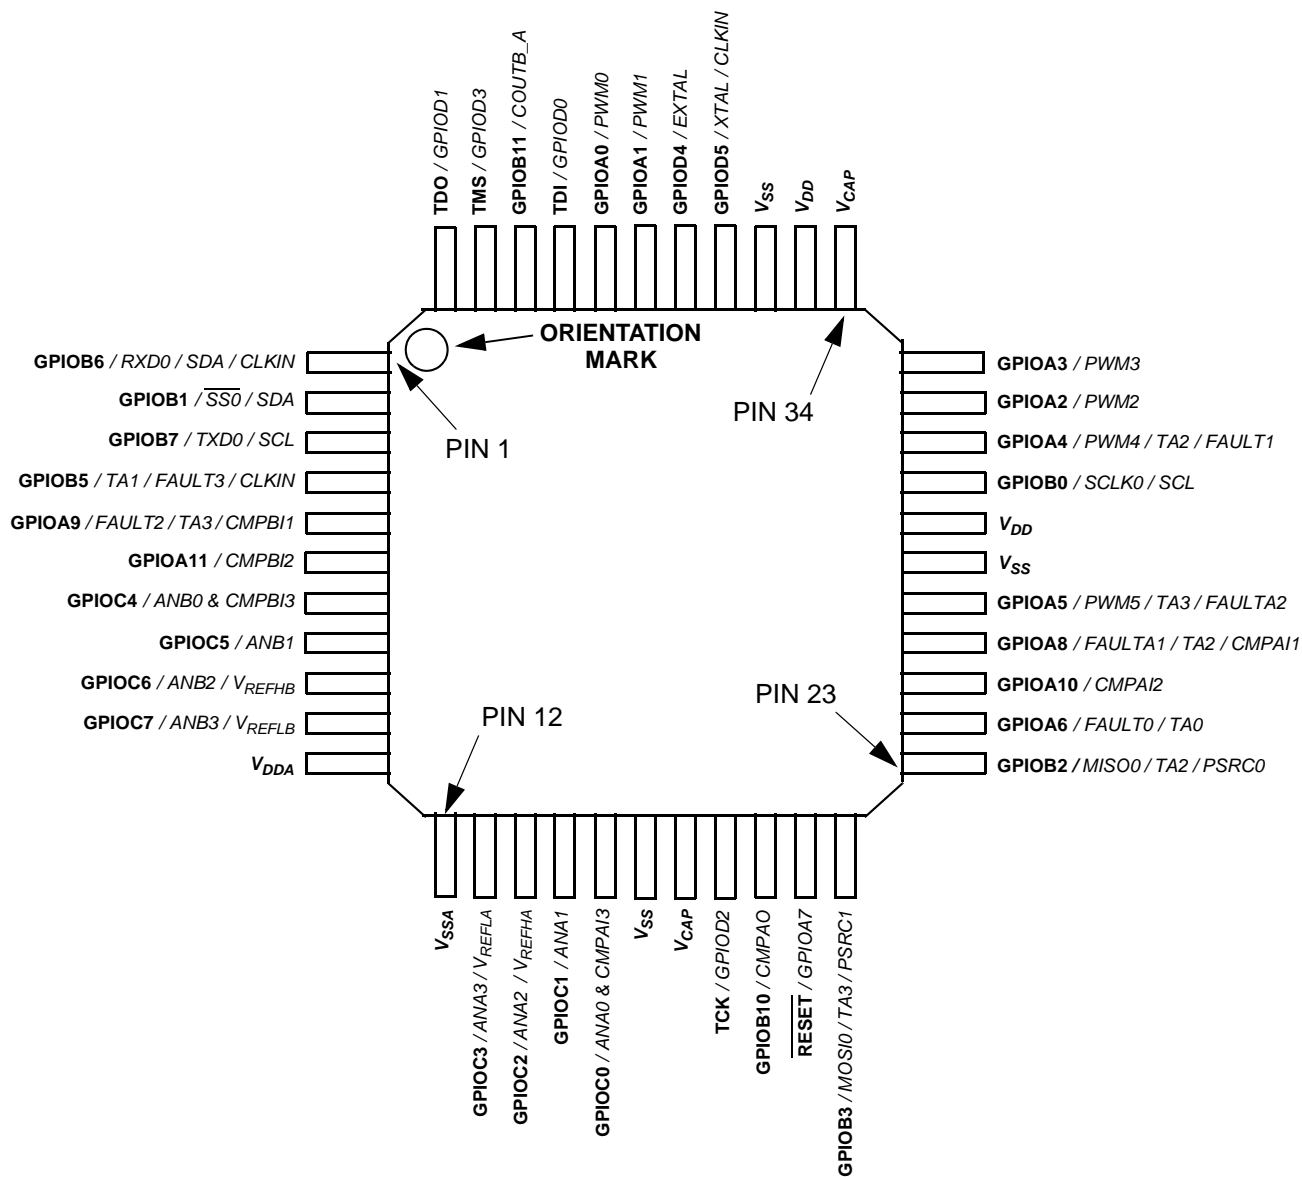 TDO / GPIOD1
TMS / GPIOD3
GPIOB11 / COUTB_A
TDI / GPIOD0
GPIOA0 / PWM0
GPIOA1 / PWM1
GPIOD4 / EXTAL
GPIOD5 / XTAL / CLKIN
VSS
VDD
VCAP
ORIENTATION
MARK
PIN 1
PIN 34
PIN 12
PIN 23
GPIOB6 / RXD0 / SDA / CLKIN
GPIOB1 / SS0 / SDA
GPIOB7 / TXD0 / SCL
GPIOB5 / TA1 / FAULT3 / CLKIN
GPIOA9 / FAULT2 / TA3 / CMPBI1
GPIOA11 / CMPBI2
GPIOC4 / ANB0 & CMPBI3
GPIOC5 / ANB1
GPIOC6 / ANB2 / VREFHB
GPIOC7 / ANB3 / VREFLB
VDDA
GPIOA3 / PWM3
GPIOA2 / PWM2
GPIOA4 / PWM4 / TA2 / FAULT1
GPIOB0 / SCLK0 / SCL
VDD
VSS
GPIOA5 / PWM5 / TA3 / FAULTA2
GPIOA8 / FAULTA1 / TA2 / CMPAI1
GPIOA10 / CMPAI2
GPIOA6 / FAULT0 / TA0
GPIOB2 / MISO0 / TA2 / PSRC0
VSSA
GPIOC3 / ANA3 / VREFLA
GPIOC2 / ANA2 / VREFHA
GPIOC1 / ANA1
GPIOC0 / ANA0 & CMPAI3
VSS
VCAP
TCK / GPIOD2
GPIOB10 / CMPAO
RESET / GPIOA7
GPIOB3 / MOSI0 / TA3 / PSRC1